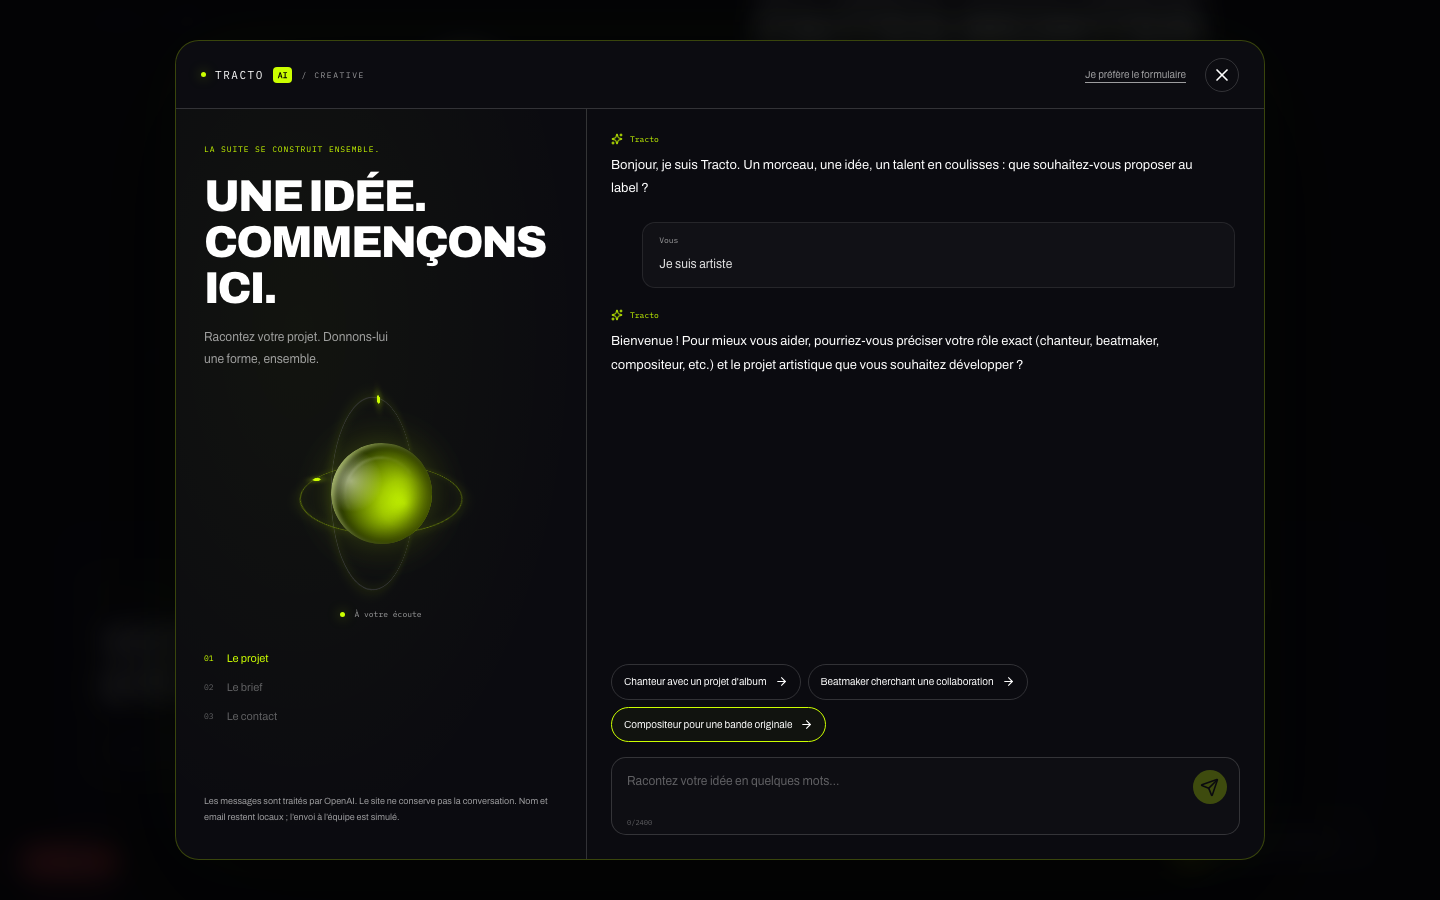 TRACTO AI / CREATIVE
Je préfère le formulaire
LA SUITE SE CONSTRUIT ENSEMBLE.
UNE IDÉE.
COMMENÇONS
ICI.
Racontez votre projet. Donnons-lui
une forme, ensemble.
À votre écoute
01 Le projet
02 Le brief
03 Le contact
Les messages sont traités par OpenAI. Le site ne conserve pas la conversation. Nom et
email restent locaux ; l'envoi à l'équipe est simulé.
Tracto
Bonjour, je suis Tracto. Un morceau, une idée, un talent en coulisses : que souhaitez-vous proposer au
label ?
Vous
Je suis artiste
Tracto
Bienvenue ! Pour mieux vous aider, pourriez-vous préciser votre rôle exact (chanteur, beatmaker,
compositeur, etc.) et le projet artistique que vous souhaitez développer ?
Chanteur avec un projet d'album
Beatmaker cherchant une collaboration
Compositeur pour une bande originale
Racontez votre idée en quelques mots...
0/2400